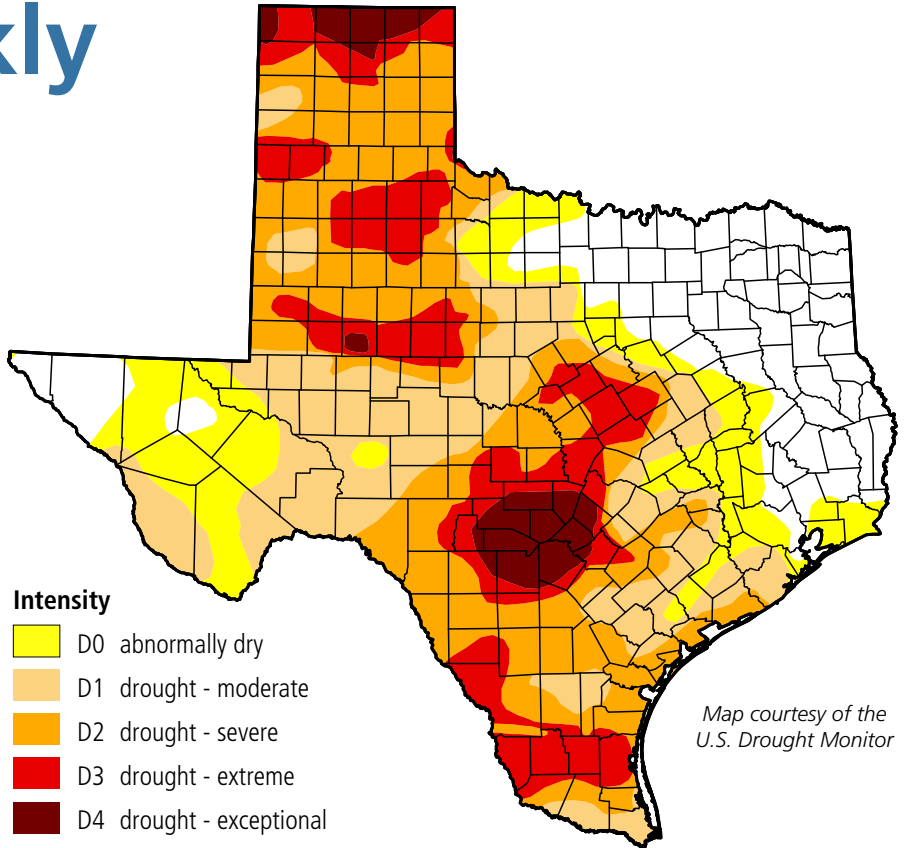 kly
Intensity
D0 abnormally dry
D1 drought - moderate
D2 drought - severe
D3 drought - extreme
D4 drought - exceptional
Map courtesy of the
U.S. Drought Monitor